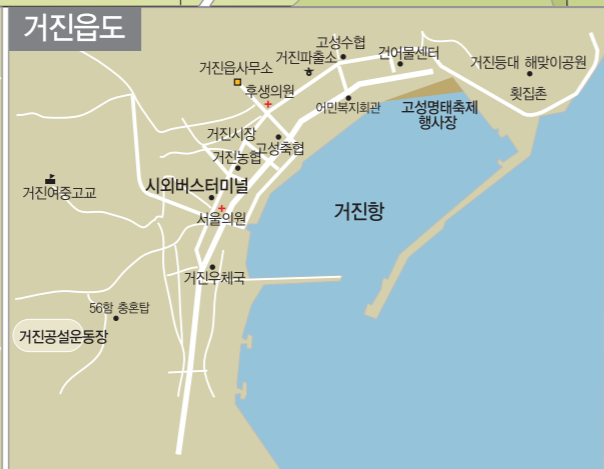 거진읍도
고성수협
거진파출소
건어물센터
거진읍사무소
거진등대 해맞이공원
후생의원
횟집촌
어민복지회관
고성명태축제
행사장
거진시장
고성축협
거진농협
시외버스터미널
거진여중고교
서울의원
거진항
거진우체국
56함 충혼탑
거진공설운동장